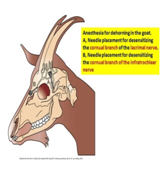 Anesthesia for dehorning in the goat.
A, Needle placement for desensitizing
the cornual branch of the lacrimal nerve.
B, Needle placement for desensitizing
the cornual branch of the infratrochlear
nerve